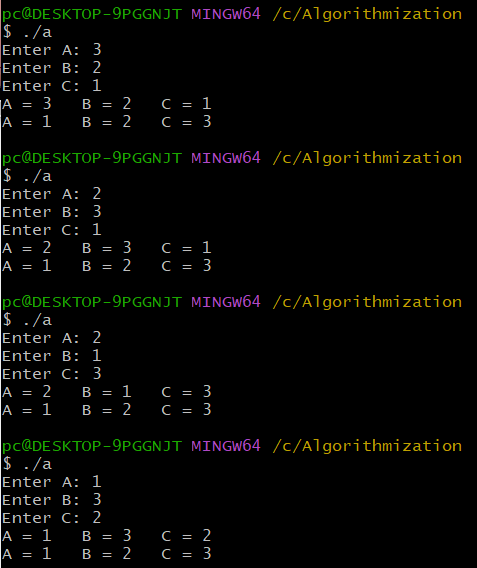 pc@DESKTOP-9PGGNJT MINGW64 /c/Algorithmization
$ ./a
Enter A: 3
Enter B: 2
Enter C: 1
A = 3   B = 2   C = 1
A = 1   B = 2   C = 3

pc@DESKTOP-9PGGNJT MINGW64 /c/Algorithmization
$ ./a
Enter A: 2
Enter B: 3
Enter C: 1
A = 2   B = 3   C = 1
A = 1   B = 2   C = 3

pc@DESKTOP-9PGGNJT MINGW64 /c/Algorithmization
$ ./a
Enter A: 2
Enter B: 1
Enter C: 3
A = 2   B = 1   C = 3
A = 1   B = 2   C = 3

pc@DESKTOP-9PGGNJT MINGW64 /c/Algorithmization
$ ./a
Enter A: 1
Enter B: 3
Enter C: 2
A = 1   B = 3   C = 2
A = 1   B = 2   C = 3